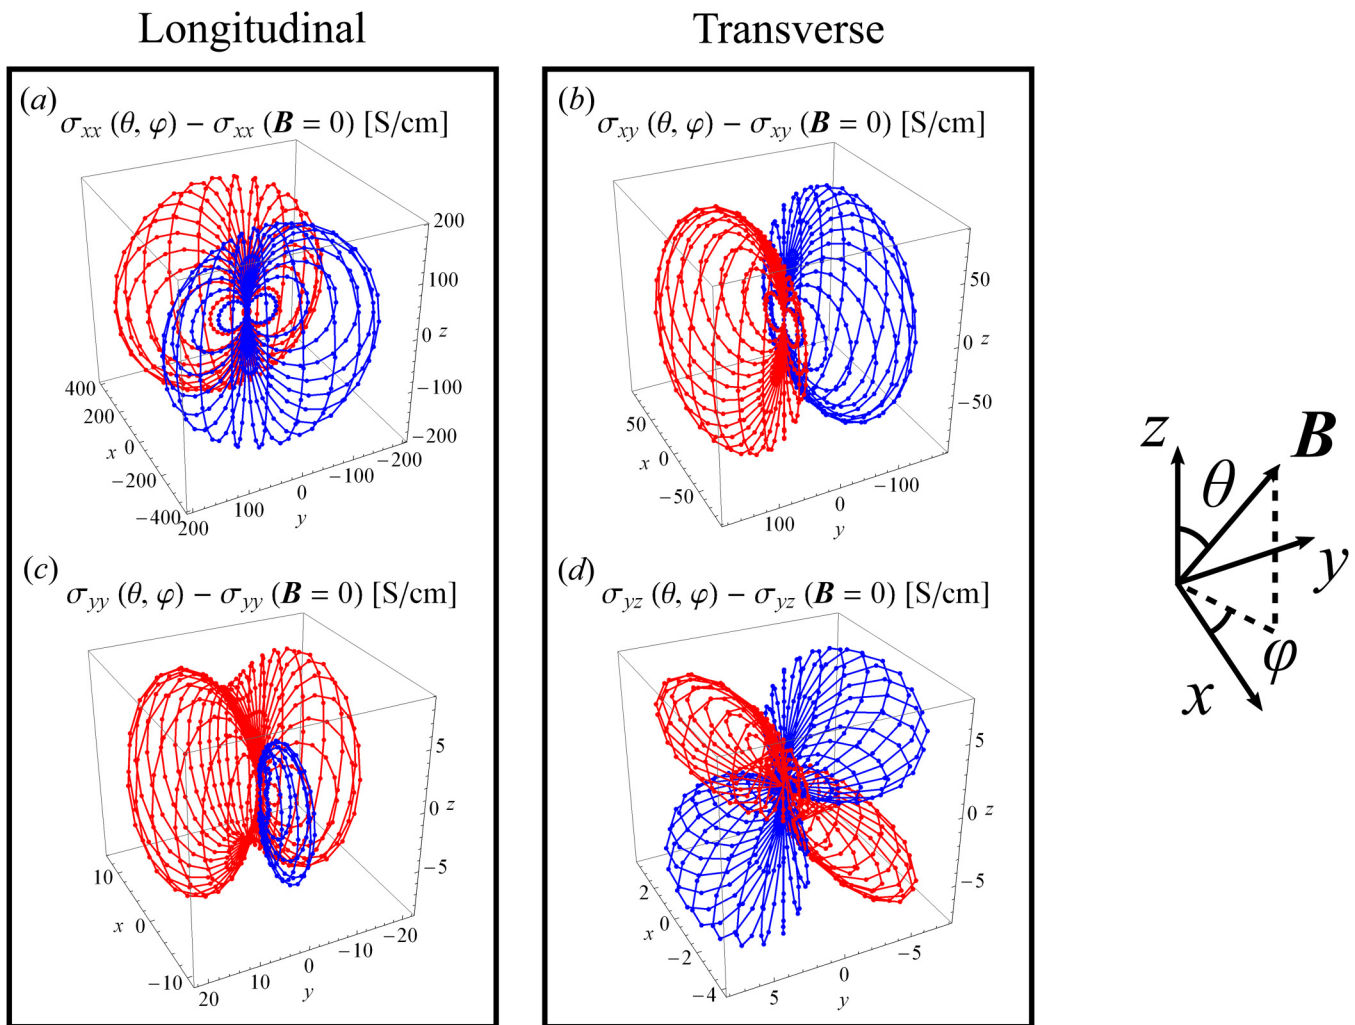 Longitudinal
Transverse
(a)
σxx (θ, φ) − σxx (B = 0) [S/cm]
200
100
0 z
−100
−200
400
200
x 0
−200
−400
200
100
0
−100
−200
y
(b)
σxy (θ, φ) − σxy (B = 0) [S/cm]
50
0 z
−50
50
x 0
−50
100
0
−100
y
(c)
σyy (θ, φ) − σyy (B = 0) [S/cm]
5
0 z
−5
10
x 0
−10
20
10
0
−10
−20
y
(d)
σyz (θ, φ) − σyz (B = 0) [S/cm]
5
0 z
−5
2
x 0
−2
−4
5
0
−5
y
z
B
θ
y
φ
x